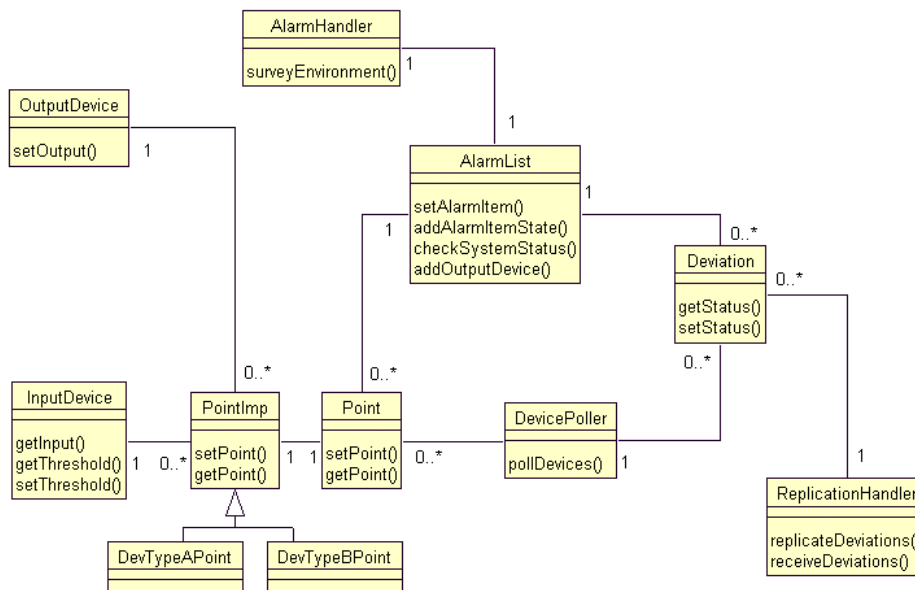 AlarmHandler
surveyEnvironment()
1
OutputDevice
setOutput()
1
1
AlarmList
setAlarmItem()
addAlarmItemState()
checkSystemStatus()
addOutputDevice()
1
1
0..*
Deviation
getStatus()
setStatus()
0..*
0..*
0..*
0..*
InputDevice
getInput()
getThreshold()
setThreshold()
1
0..*
PointImp
setPoint()
getPoint()
1
1
Point
setPoint()
getPoint()
0..*
DevicePoller
pollDevices()
1
1
ReplicationHandler
replicateDeviations()
receiveDeviations()
DevTypeAPoint
DevTypeBPoint